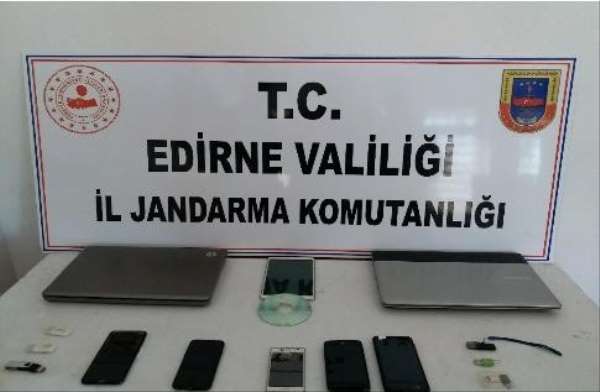 T.C.
EDİRNE VALİLİĞİ
İL JANDARMA KOMUTANLIĞI